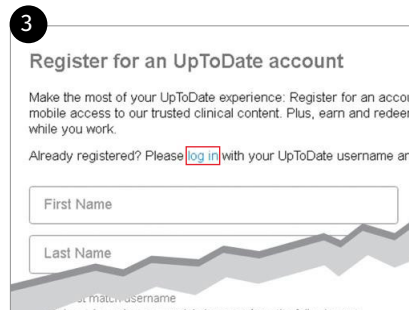 3
Register for an UpToDate account
Make the most of your UpToDate experience: Register for an accou
mobile access to our trusted clinical content. Plus, earn and redeem
while you work.
Already registered? Please log in with your UpToDate username an
First Name
Last Name
match username